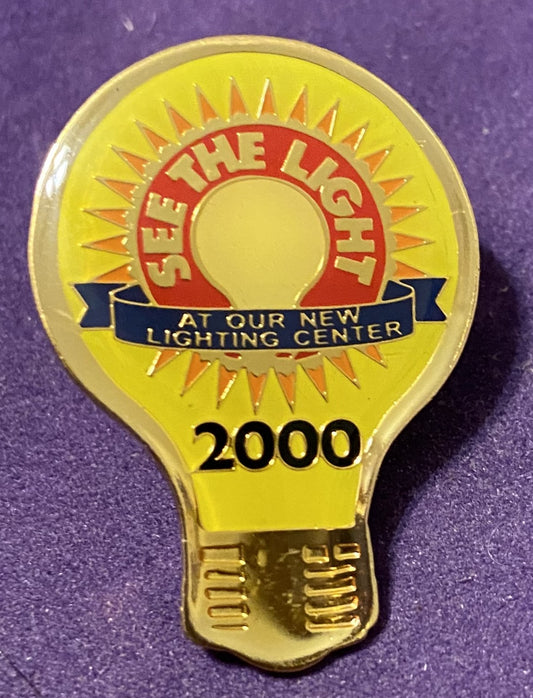 SEE THE LIGHT
AT OUR NEW
LIGHTING CENTER
2000